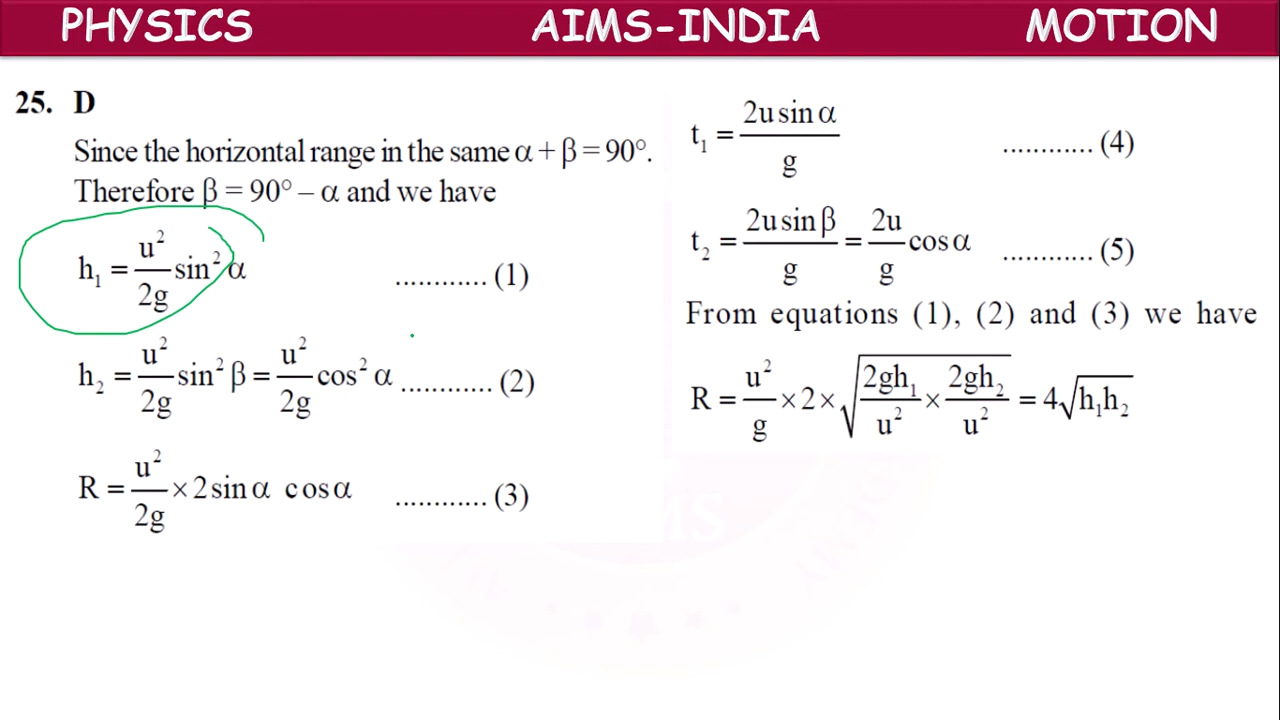 PHYSICS AIMS-INDIA MOTION
25. D
Since the horizontal range in the same α + β = 90°.
Therefore β = 90° – α and we have
h₁ = u²/2g sin² α ............ (1)
h₂ = u²/2g sin² β = u²/2g cos² α ............ (2)
R = u²/2g × 2 sin α cos α ............ (3)
t₁ = 2u sin α/g ............ (4)
t₂ = 2u sin β/g = 2u/g cos α ............ (5)
From equations (1), (2) and (3) we have
R = u²/g × 2 × √(2gh₁/u² × 2gh₂/u²) = 4√h₁h₂